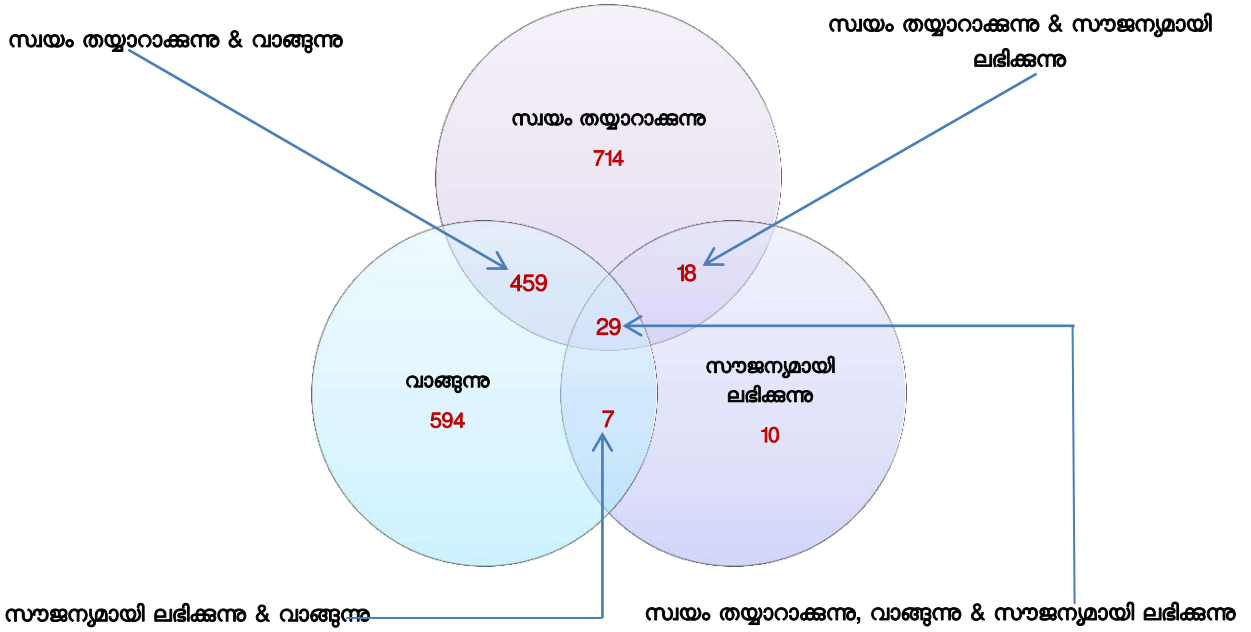 സ്വയം തയ്യാറാക്കുന്നു & വാങ്ങുന്നു
സ്വയം തയ്യാറാക്കുന്നു & സൗജന്യമായി
ലഭിക്കുന്നു
സ്വയം തയ്യാറാക്കുന്നു
714
459
18
29
വാങ്ങുന്നു
594
7
സൗജന്യമായി
ലഭിക്കുന്നു
10
സൗജന്യമായി ലഭിക്കുന്നു & വാങ്ങുന്നു
സ്വയം തയ്യാറാക്കുന്നു, വാങ്ങുന്നു & സൗജന്യമായി ലഭിക്കുന്നു